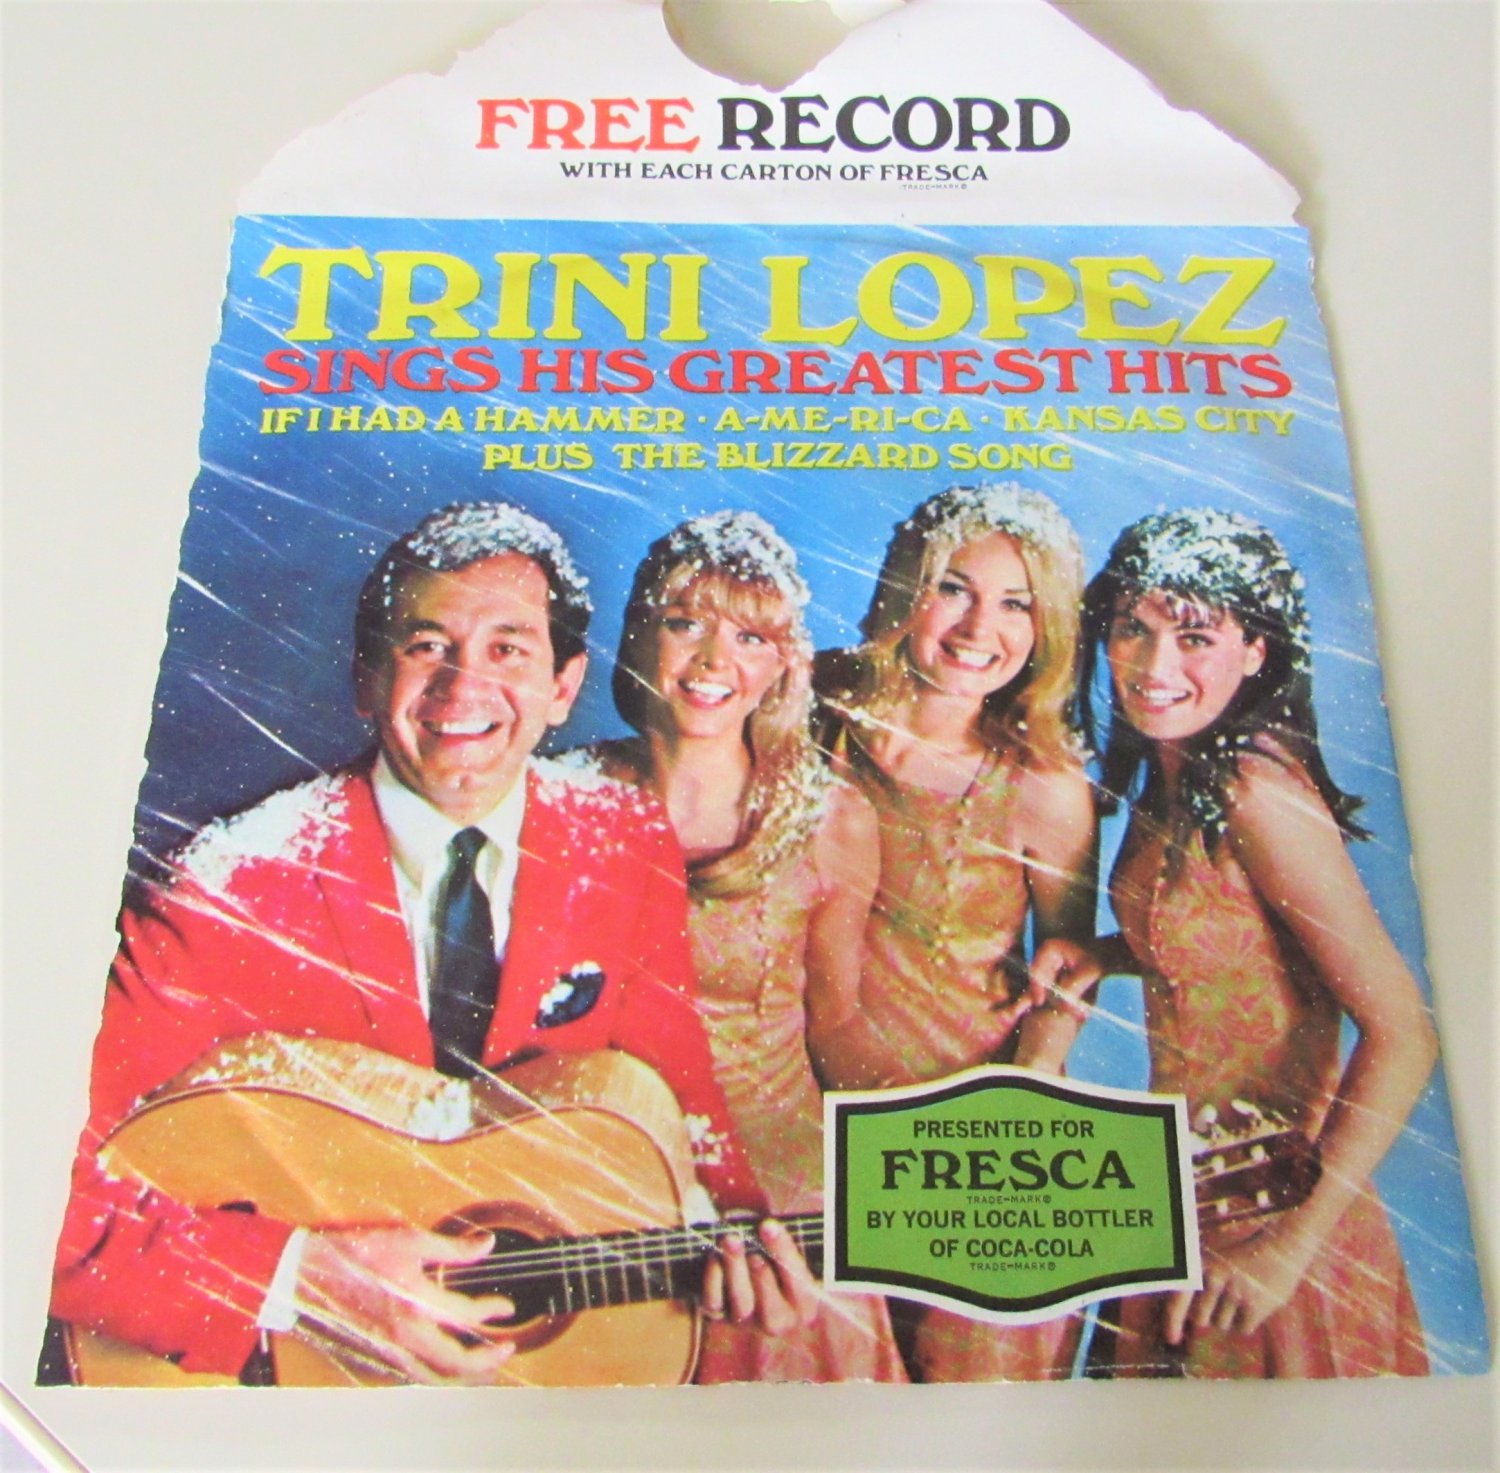 FREE RECORD
WITH EACH CARTON OF FRESCA
TRADE-MARK®
TRINI LOPEZ
SINGS HIS GREATEST HITS
IF I HAD A HAMMER · A-ME-RI-CA · KANSAS CITY
PLUS THE BLIZZARD SONG
PRESENTED FOR
FRESCA
TRADE-MARK®
BY YOUR LOCAL BOTTLER
OF COCA-COLA
TRADE-MARK®